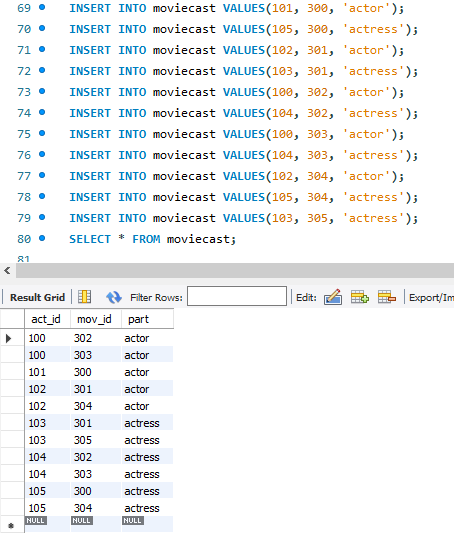 69 INSERT INTO moviecast VALUES(101, 300, 'actor');
70 INSERT INTO moviecast VALUES(105, 300, 'actress');
71 INSERT INTO moviecast VALUES(102, 301, 'actor');
72 INSERT INTO moviecast VALUES(103, 301, 'actress');
73 INSERT INTO moviecast VALUES(100, 302, 'actor');
74 INSERT INTO moviecast VALUES(104, 302, 'actress');
75 INSERT INTO moviecast VALUES(100, 303, 'actor');
76 INSERT INTO moviecast VALUES(104, 303, 'actress');
77 INSERT INTO moviecast VALUES(102, 304, 'actor');
78 INSERT INTO moviecast VALUES(105, 304, 'actress');
79 INSERT INTO moviecast VALUES(103, 305, 'actress');
80 SELECT * FROM moviecast;
81
Result Grid Filter Rows: Edit: Export/Im
act_id mov_id part
100 302 actor
100 303 actor
101 300 actor
102 301 actor
102 304 actor
103 301 actress
103 305 actress
104 302 actress
104 303 actress
105 300 actress
105 304 actress
NULL NULL NULL